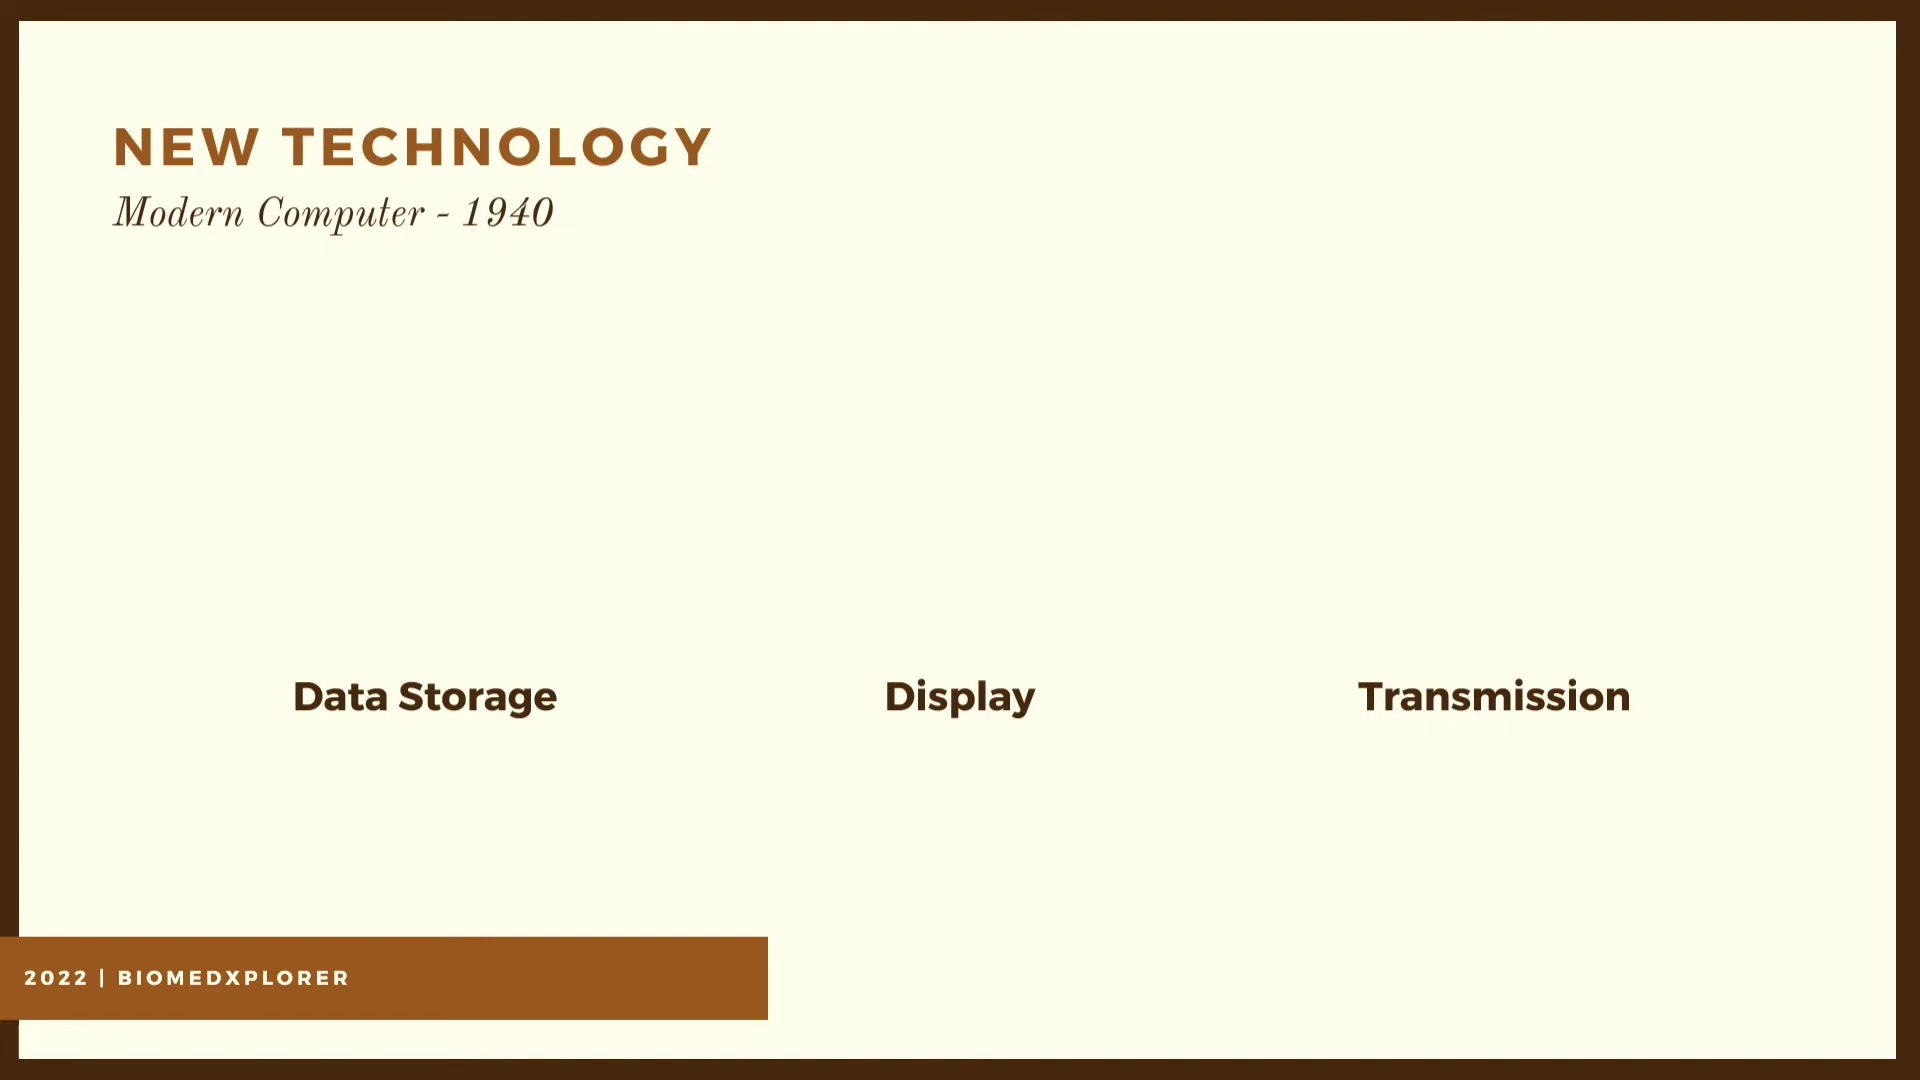 NEW TECHNOLOGY
Modern Computer - 1940
Data Storage
Display
Transmission
2022 | BIOMEDXPLORER